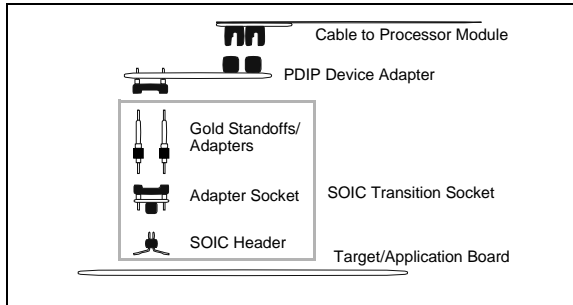 Cable to Processor Module
PDIP Device Adapter
Gold Standoffs/
Adapters
Adapter Socket
SOIC Transition Socket
SOIC Header
Target/Application Board